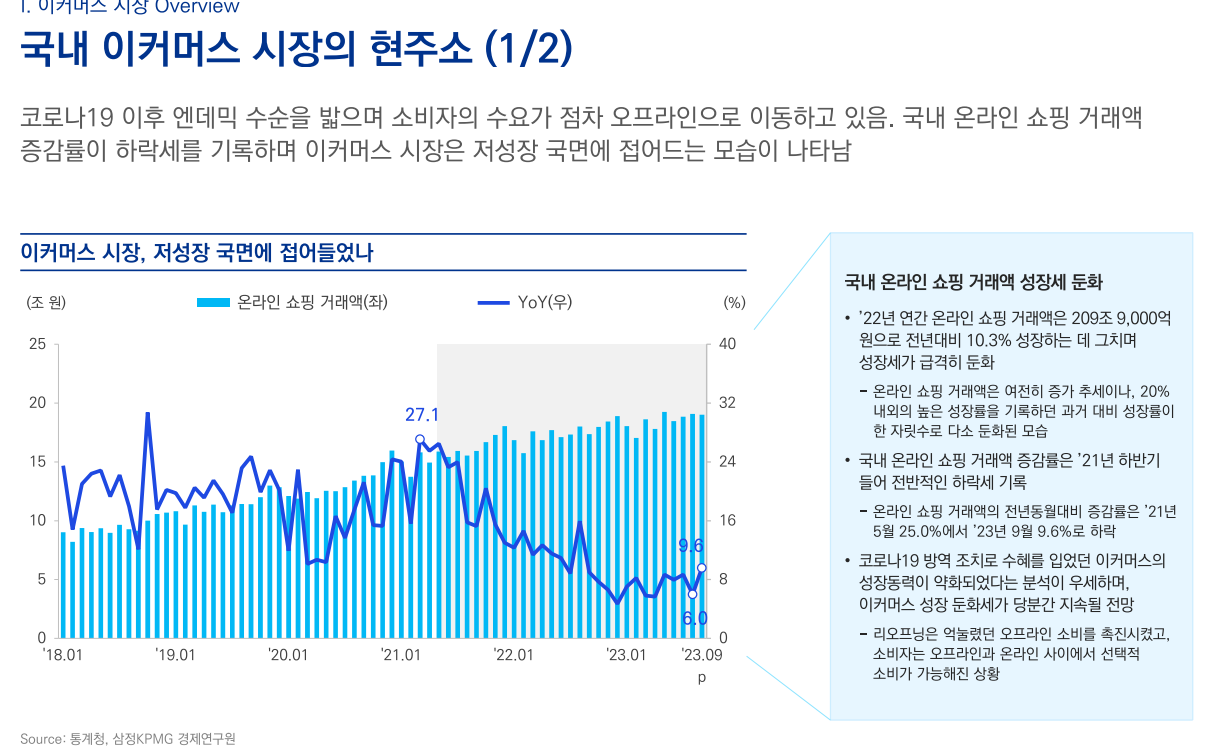 I. 이커머스 시장 Overview
국내 이커머스 시장의 현주소 (1/2)
코로나19 이후 엔데믹 수순을 밟으며 소비자의 수요가 점차 오프라인으로 이동하고 있음. 국내 온라인 쇼핑 거래액
증감률이 하락세를 기록하며 이커머스 시장은 저성장 국면에 접어드는 모습이 나타남
이커머스 시장, 저성장 국면에 접어들었나
(조 원)
온라인 쇼핑 거래액(좌)
YoY(우)
(%)
25
20
15
10
5
0
40
32
24
16
8
0
27.1
9.6
6.0
'18.01
'19.01
'20.01
'21.01
'22.01
'23.01
'23.09
p
국내 온라인 쇼핑 거래액 성장세 둔화
• ’22년 연간 온라인 쇼핑 거래액은 209조 9,000억
원으로 전년대비 10.3% 성장하는 데 그치며
성장세가 급격히 둔화
– 온라인 쇼핑 거래액은 여전히 증가 추세이나, 20%
내외의 높은 성장률을 기록하던 과거 대비 성장률이
한 자릿수로 다소 둔화된 모습
• 국내 온라인 쇼핑 거래액 증감률은 ’21년 하반기
들어 전반적인 하락세 기록
– 온라인 쇼핑 거래액의 전년동월대비 증감률은 ’21년
5월 25.0%에서 ’23년 9월 9.6%로 하락
• 코로나19 방역 조치로 수혜를 입었던 이커머스의
성장동력이 약화되었다는 분석이 우세하며,
이커머스 성장 둔화세가 당분간 지속될 전망
– 리오프닝은 억눌렸던 오프라인 소비를 촉진시켰고,
소비자는 오프라인과 온라인 사이에서 선택적
소비가 가능해진 상황
Source: 통계청, 삼정KPMG 경제연구원